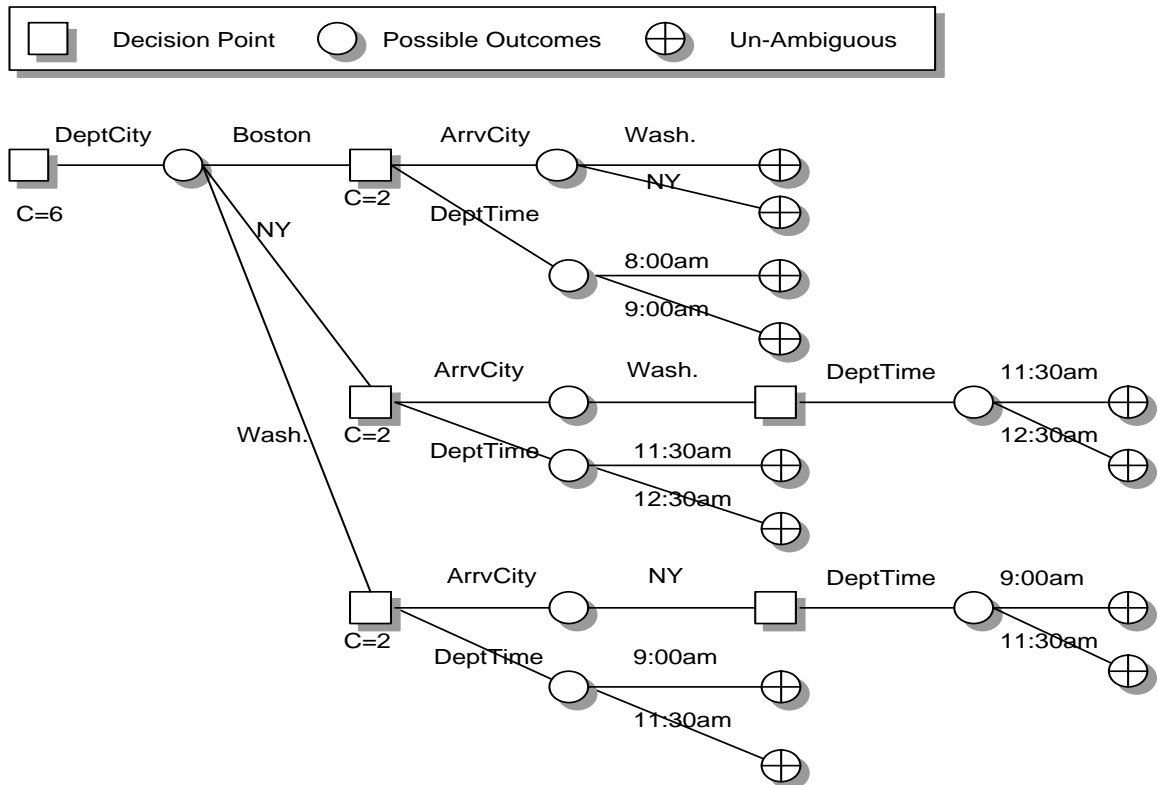 Decision Point Possible Outcomes Un-Ambiguous
DeptCity Boston ArrvCity Wash.
NY
C=2
C=6
DeptTime
NY
8:00am
9:00am
ArrvCity Wash. DeptTime 11:30am
Wash.
C=2
12:30am
DeptTime 11:30am
12:30am
ArrvCity NY DeptTime 9:00am
C=2
11:30am
DeptTime 9:00am
11:30am